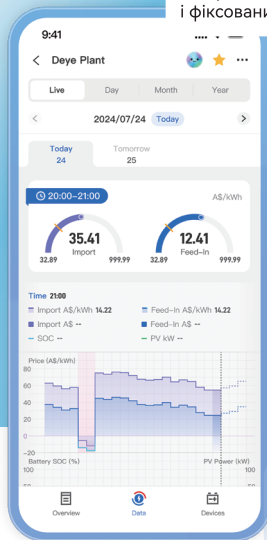 і фіксовани
9:41
Deye Plant
Live Day Month Year
2024/07/24 Today
Today Tomorrow
24 25
20:00-21:00 A$/kWh
35.41 12.41
Import Feed-In
32.89 999.99 32.89 999.99
Time 21:00
Import A$/kWh 14.22 Feed-In A$/kWh 14.22
Import A$ -- Feed-In A$ --
SOC -- PV kW --
Price (A$/kWh)
80
60
40
20
0
-20
Battery SOC (%) PV Power (kW)
100 100
Overview Data Devices